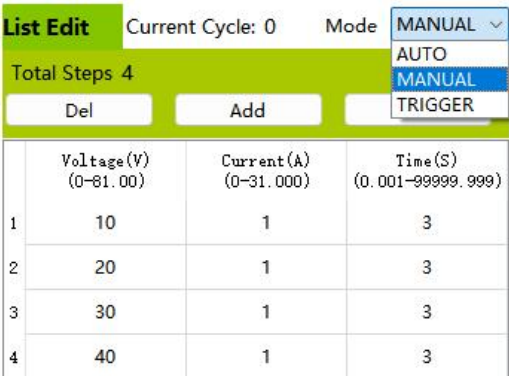 List Edit Current Cycle: 0 Mode MANUAL
AUTO
Total Steps 4 MANUAL
Del Add TRIGGER
Voltage(V) Current(A) Time(S)
(0-81.00) (0-31.000) (0.001-99999.999)
1 10 1 3
2 20 1 3
3 30 1 3
4 40 1 3